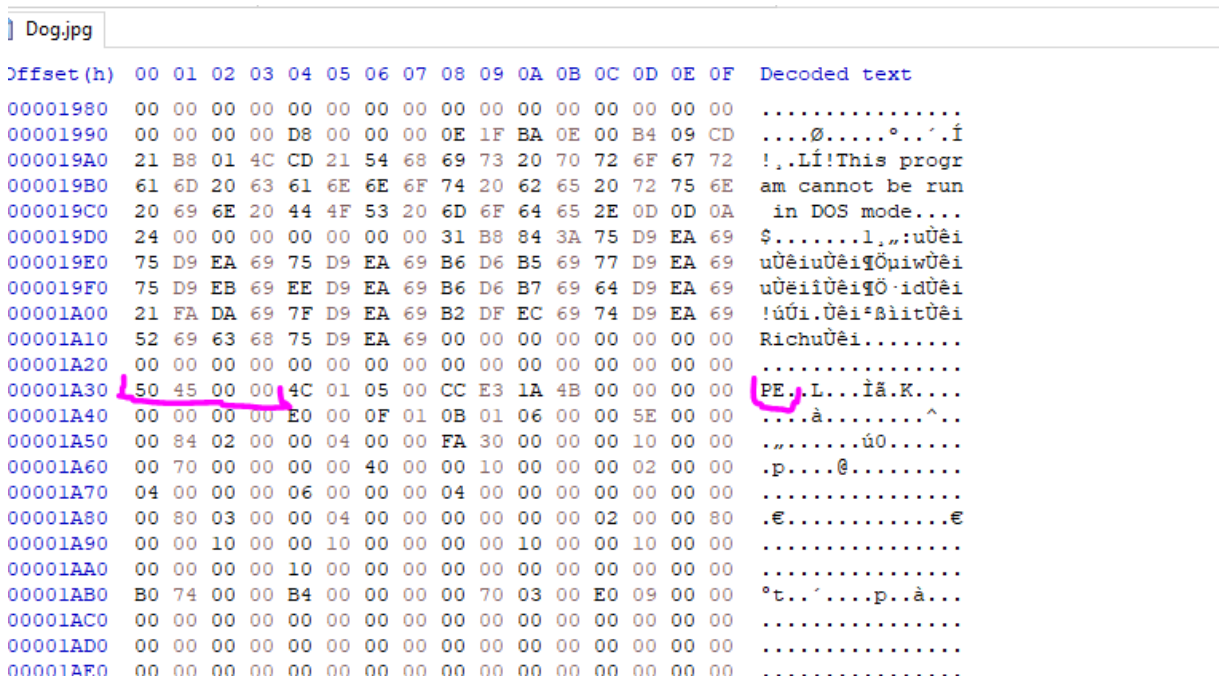 Dog.jpg
Offset(h) 00 01 02 03 04 05 06 07 08 09 0A 0B 0C 0D 0E 0F Decoded text
00001980 00 00 00 00 00 00 00 00 00 00 00 00 00 00 00 00 ................
00001990 00 00 00 00 D8 00 00 00 0E 1F BA 0E 00 B4 09 CD ....Ø.....º..´.Í
000019A0 21 B8 01 4C CD 21 54 68 69 73 20 70 72 6F 67 72 !¸.LÍ!This progr
000019B0 61 6D 20 63 61 6E 6E 6F 74 20 62 65 20 72 75 6E am cannot be run
000019C0 20 69 6E 20 44 4F 53 20 6D 6F 64 65 2E 0D 0D 0A in DOS mode....
000019D0 24 00 00 00 00 00 00 00 31 B8 84 3A 75 D9 EA 69 $.......1¸„:uÙêi
000019E0 75 D9 EA 69 75 D9 EA 69 B6 D6 B5 69 77 D9 EA 69 uÙêiuÙêi¶ÖµiwÙêi
000019F0 75 D9 EB 69 EE D9 EA 69 B6 D6 B7 69 64 D9 EA 69 uÙëiîÙêi¶Ö·idÙêi
00001A00 21 FA DA 69 7F D9 EA 69 B2 DF EC 69 74 D9 EA 69 !úÚi.Ùêi²ßìitÙêi
00001A10 52 69 63 68 75 D9 EA 69 00 00 00 00 00 00 00 00 RichuÙêi........
00001A20 00 00 00 00 00 00 00 00 00 00 00 00 00 00 00 00 ................
00001A30 50 45 00 00 4C 01 05 00 CC E3 1A 4B 00 00 00 00 PE..L...Ìã.K....
00001A40 00 00 00 00 E0 00 0F 01 0B 01 06 00 00 5E 00 00 ....à........^..
00001A50 00 84 02 00 00 04 00 00 FA 30 00 00 00 10 00 00 .„......ú0......
00001A60 00 70 00 00 00 00 40 00 00 10 00 00 00 02 00 00 .p....@.........
00001A70 04 00 00 00 06 00 00 00 04 00 00 00 00 00 00 00 ................
00001A80 00 80 03 00 00 04 00 00 00 00 00 00 02 00 00 80 .€.............€
00001A90 00 00 10 00 00 10 00 00 00 00 10 00 00 10 00 00 ................
00001AA0 00 00 00 00 10 00 00 00 00 00 00 00 00 00 00 00 ................
00001AB0 B0 74 00 00 B4 00 00 00 00 70 03 00 E0 09 00 00 °t..´....p..à...
00001AC0 00 00 00 00 00 00 00 00 00 00 00 00 00 00 00 00 ................
00001AD0 00 00 00 00 00 00 00 00 00 00 00 00 00 00 00 00 ................
00001AE0 00 00 00 00 00 00 00 00 00 00 00 00 00 00 00 00 ................